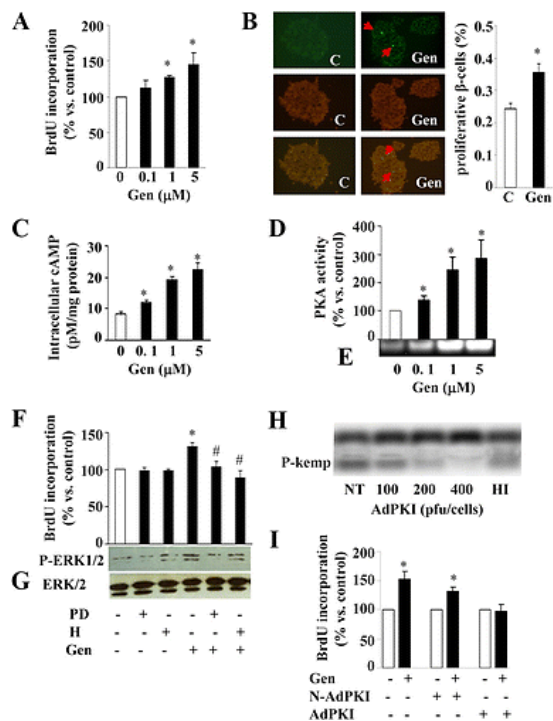 A
BrdU incorporation
(% vs. control)
200
150
100
50
0
*
*
0 0.1 1 5
Gen (μM)
B
C
Gen
C
Gen
C
Gen
proliferative β-cells (%)
0.5
0.4
0.3
0.2
0.1
0
*
C Gen
C
Intracellular cAMP
(pM/mg protein)
30
20
10
0
*
*
*
0 0.1 1 5
Gen (μM)
D
PKA activity
(% vs. control)
400
300
200
100
0
*
*
*
E
0 0.1 1 5
Gen (μM)
F
BrdU incorporation
(% vs. control)
150
100
50
0
*
#
#
P-ERK1/2
G
ERK/2
PD - + - - + -
H - - + - - +
Gen - - - + + +
H
P-kemp
NT 100 200 400 HI
AdPKI (pfu/cells)
I
BrdU incorporation
(% vs. control)
200
150
100
50
0
*
*
Gen - + - + - +
N-AdPKI + +
AdPKI + +